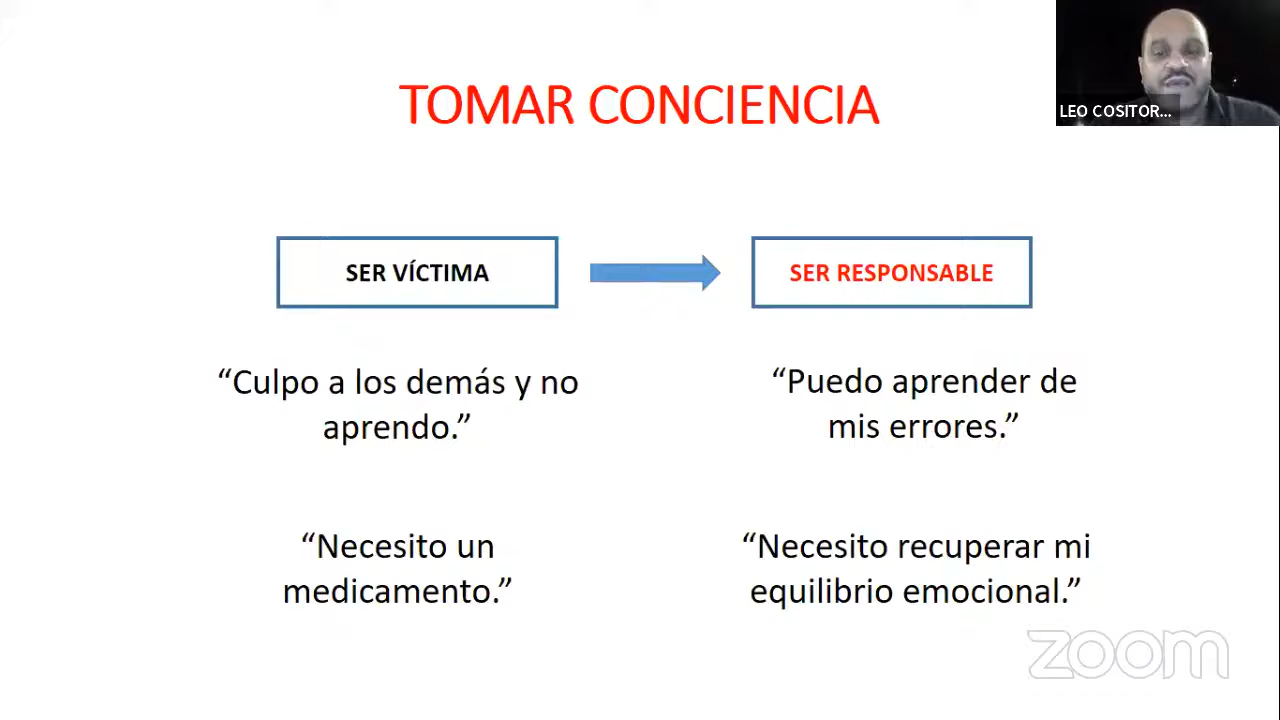 LEO COSITOR...
TOMAR CONCIENCIA
SER VÍCTIMA
SER RESPONSABLE
“Culpo a los demás y no
aprendo.”
“Puedo aprender de
mis errores.”
“Necesito un
medicamento.”
“Necesito recuperar mi
equilibrio emocional.”
zoom